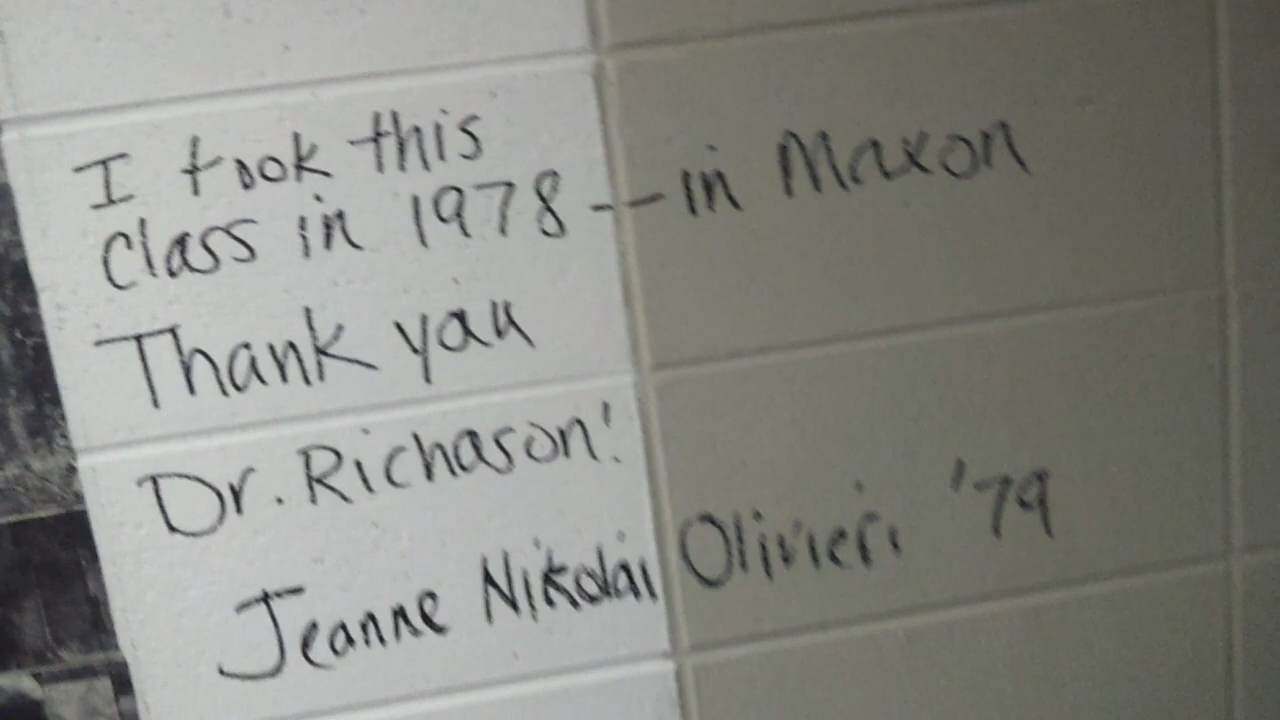 I took this
class in 1978 -- in Maxon
Thank you
Dr. Richason!
Jeanne Nikolai Olivieri '79